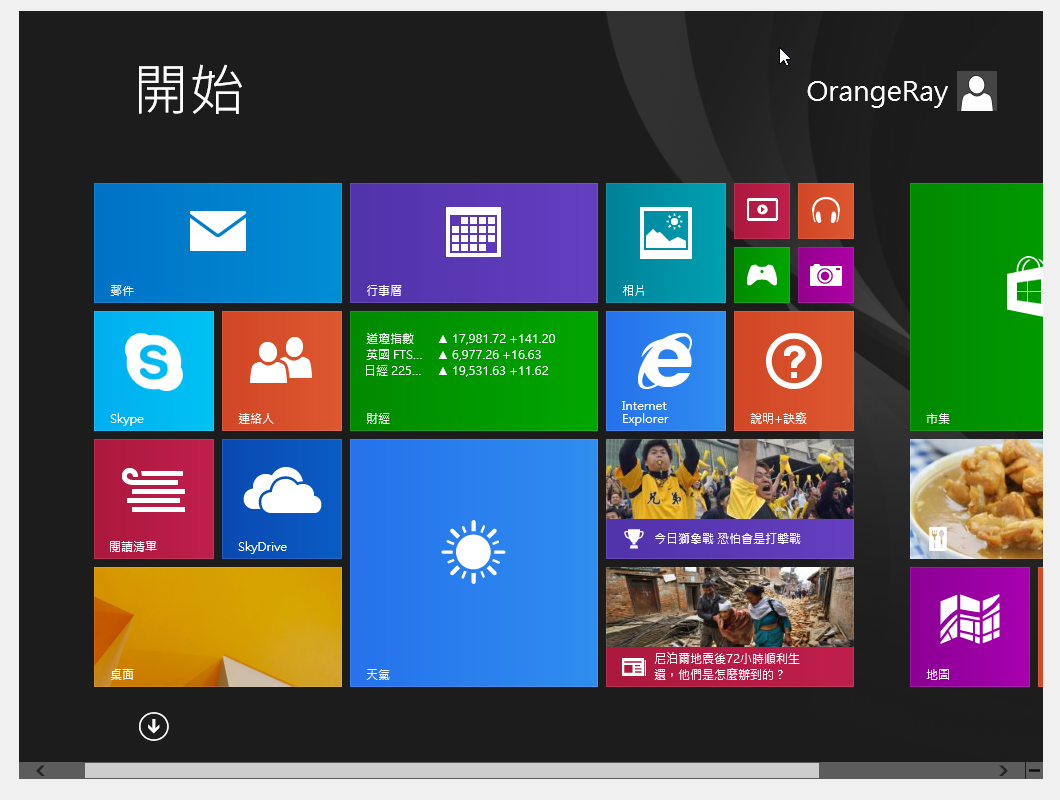 開始
OrangeRay
郵件
行事曆
相片
Skype
連絡人
道瓊指數 ▲ 17,981.72 +141.20
英國 FTS... ▲ 6,977.26 +16.63
日經 225... ▲ 19,531.63 +11.62
財經
Internet
Explorer
說明+訣竅
市集
閱讀清單
SkyDrive
兄弟
今日獅象戰 恐怕會是打擊戰
桌面
天氣
尼泊爾地震後72小時順利生
還，他們是怎麼辦到的？
地圖